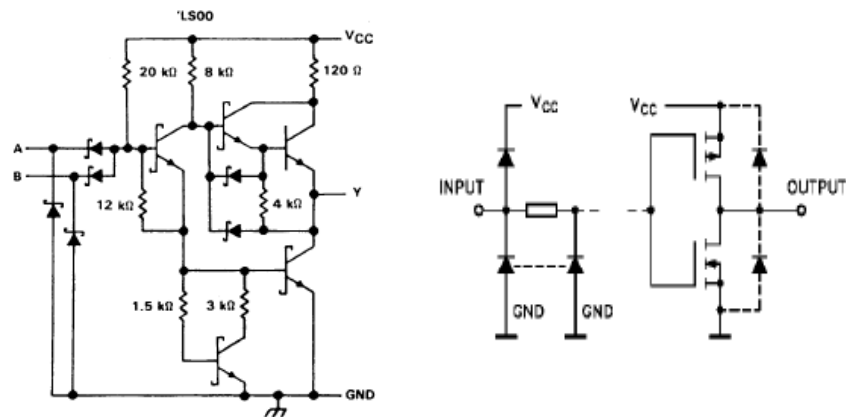 'LS00
VCC
20 kΩ
8 kΩ
120 Ω
A
B
12 kΩ
4 kΩ
Y
1.5 kΩ
3 kΩ
GND
VCC
VCC
INPUT
OUTPUT
GND
GND